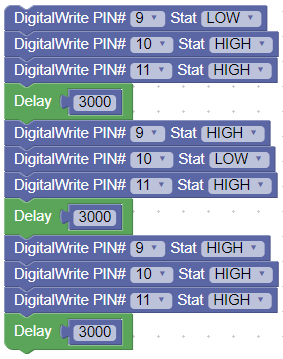 DigitalWrite PIN# 9 Stat LOW
DigitalWrite PIN# 10 Stat HIGH
DigitalWrite PIN# 11 Stat HIGH
Delay 3000
DigitalWrite PIN# 9 Stat HIGH
DigitalWrite PIN# 10 Stat LOW
DigitalWrite PIN# 11 Stat HIGH
Delay 3000
DigitalWrite PIN# 9 Stat HIGH
DigitalWrite PIN# 10 Stat HIGH
DigitalWrite PIN# 11 Stat HIGH
Delay 3000